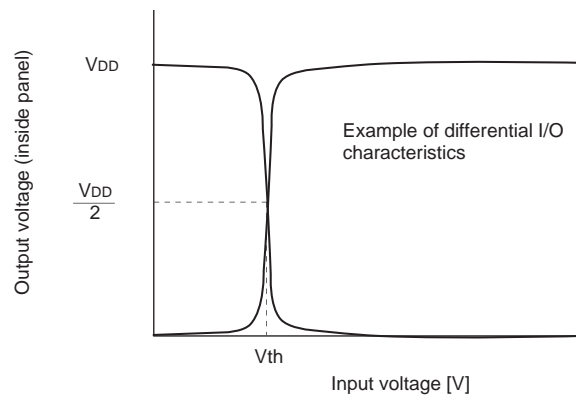 Output voltage (inside panel)
VDD
VDD
2
Example of differential I/O
characteristics
Vth
Input voltage [V]